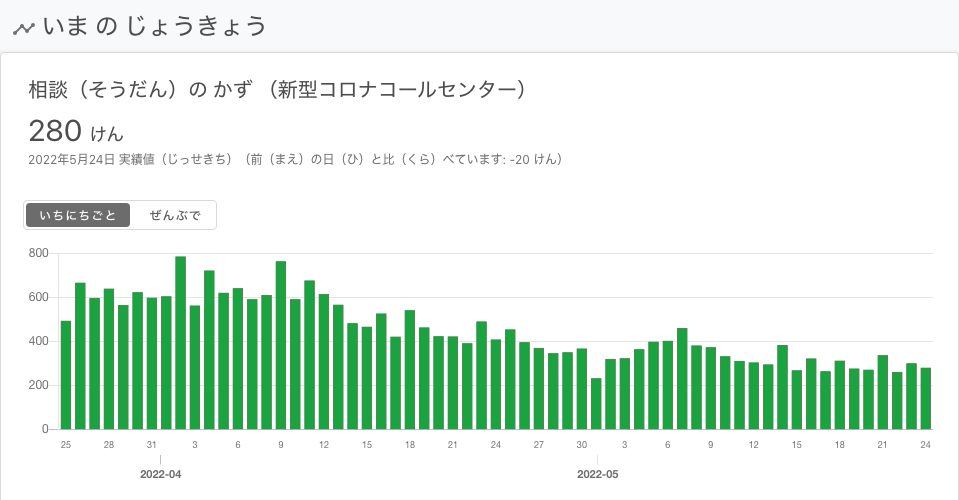 いま の じょうきょう
相談（そうだん）の かず （新型コロナコールセンター）
280 けん
2022年5月24日 実績値（じっせきち）（前（まえ）の日（ひ）と比（くら）べています: -20 けん）
いちにちごと ぜんぶで
800
600
400
200
0
25 28 31 3 6 9 12 15 18 21 24 27 30 3 6 9 12 15 18 21 24
2022-04 2022-05